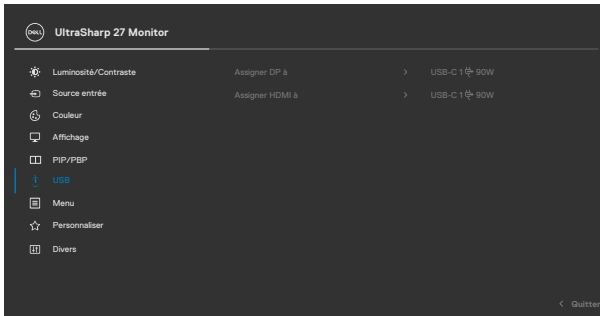 DELL UltraSharp 27 Monitor
Luminosité/Contraste Assigner DP à > USB-C 1 90W
Source entrée Assigner HDMI à > USB-C 1 90W
Couleur
Affichage
PIP/PBP
USB
Menu
Personnaliser
Divers
< Quitter